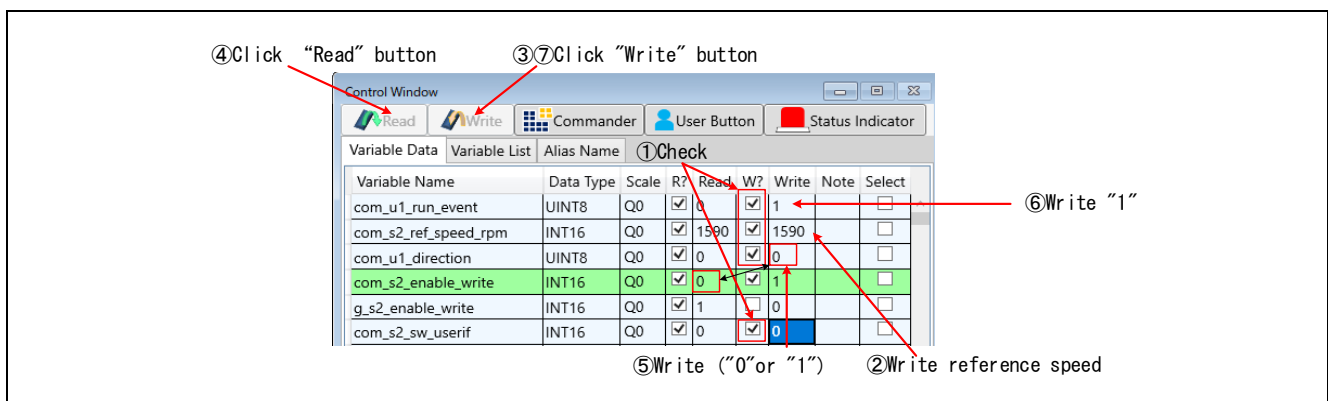 ④Click “Read” button ③⑦Click "Write" button
Control Window
Read Write Commander User Button Status Indicator
Variable Data Variable List Alias Name ①Check
Variable Name Data Type Scale R? Read W? Write Note Select
com_u1_run_event UINT8 Q0 0 1 ⑥Write "1"
com_s2_ref_speed_rpm INT16 Q0 1590 1590
com_u1_direction UINT8 Q0 0 0
com_s2_enable_write INT16 Q0 0 1
g_s2_enable_write INT16 Q0 1 0
com_s2_sw_userif INT16 Q0 0 0
⑤Write ("0"or "1") ②Write reference speed